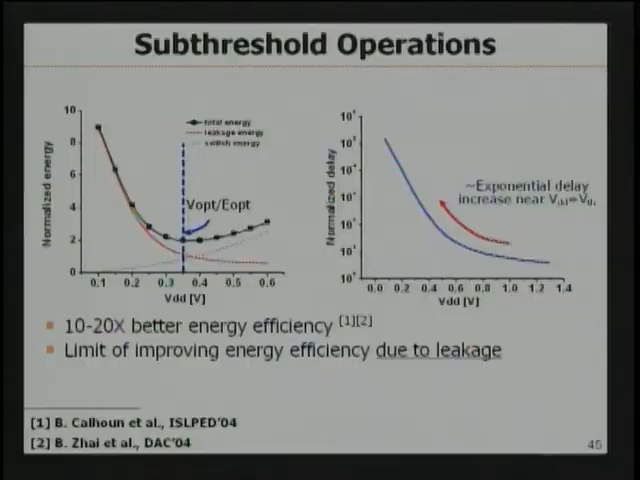 Subthreshold Operations
10
8
6
4
2
0
Normalized energy
total energy
leakage energy
switch energy
Vopt/Eopt
0.1 0.2 0.3 0.4 0.5 0.6
Vdd [V]
Normalized delay
~Exponential delay
increase near
0.0 0.2 0.4 0.6 0.8 1.0 1.2 1.4
Vdd [V]
10-20X better energy efficiency [1][2]
Limit of improving energy efficiency due to leakage
[1] B. Calhoun et al., ISLPED'04
[2] B. Zhai et al., DAC'04
45